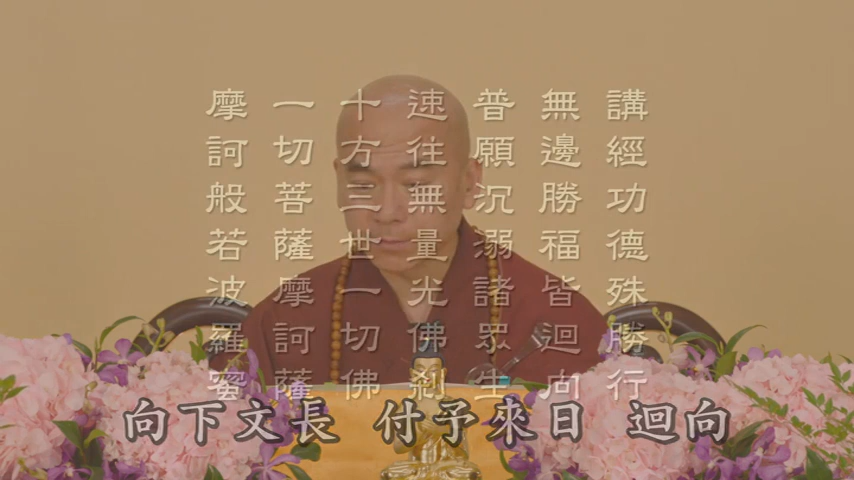 講經功德殊勝行
無邊勝福皆迴向
普願沉溺諸眾生
速往無量光佛剎
十方三世一切佛
一切菩薩摩訶薩
摩訶般若波羅蜜
向下文長 付予來日 迴向